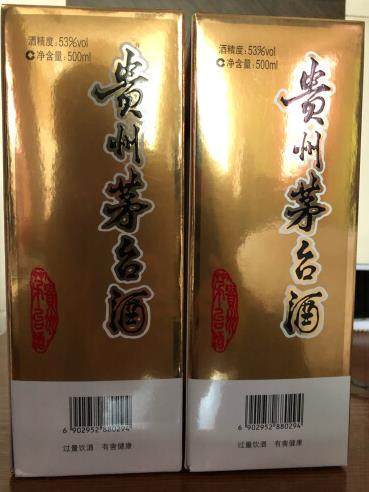 酒精度:53%vol
净含量:500ml
贵州茅台酒
6 902952 880294
过量饮酒 有害健康
酒精度:53%vol
净含量:500ml
贵州茅台酒
6 902952 880294
过量饮酒 有害健康